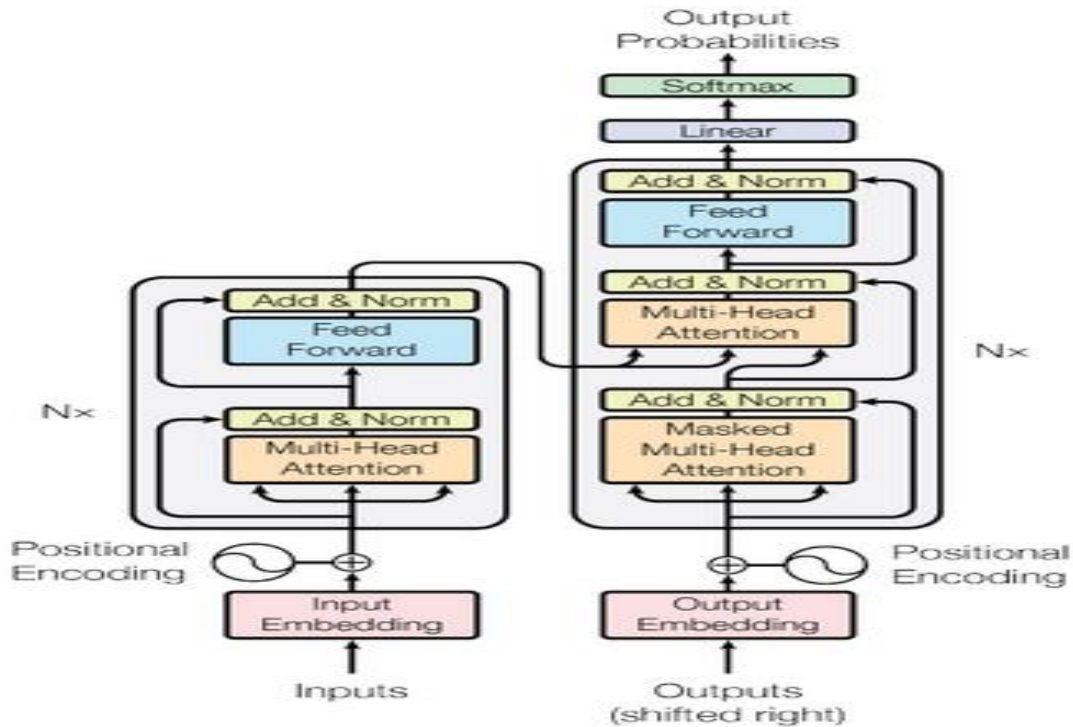 Output
Probabilities
Softmax
Linear
Add & Norm
Feed
Forward
Add & Norm
Multi-Head
Attention
Add & Norm
Masked
Multi-Head
Attention
Nx
Add & Norm
Feed
Forward
Add & Norm
Multi-Head
Attention
Nx
Positional
Encoding
Positional
Encoding
Input
Embedding
Output
Embedding
Inputs
Outputs
(shifted right)